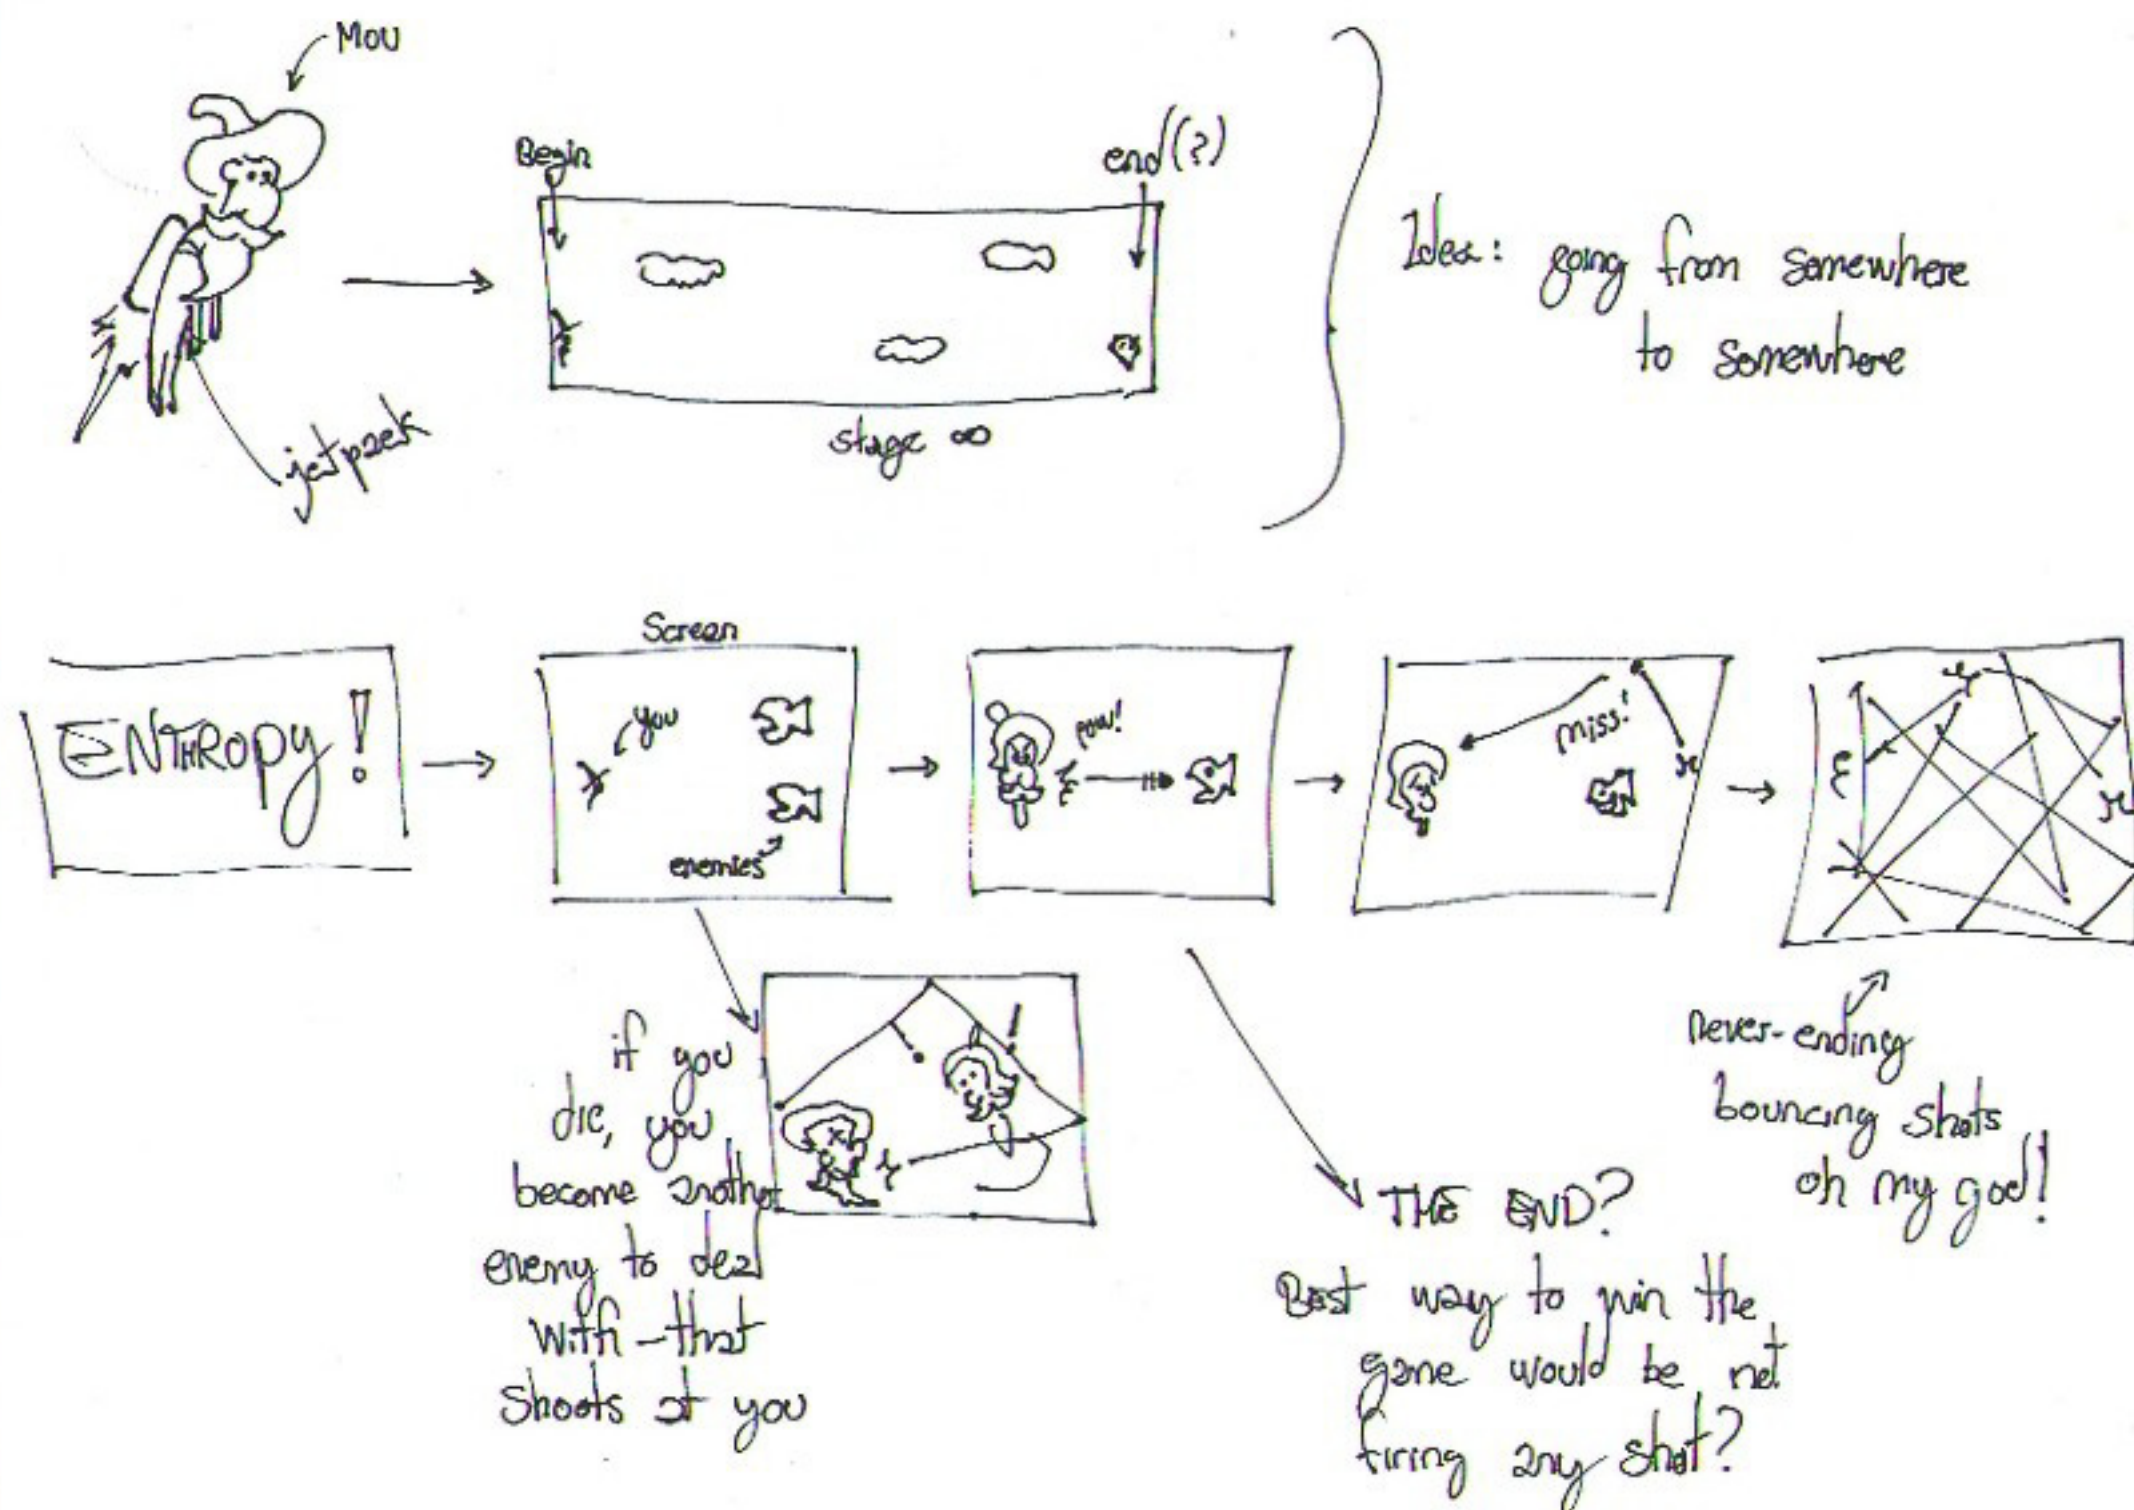 Mou
Begin
end (?)
jetpack
stage ∞
Idea: going from somewhere
to somewhere
ENTHROPY!
Screen
you
enemies
pow!
miss!
if you
die, you
become another
enemy to deal
with - that
shoots at you
THE END?
Best way to win the
game would be not
firing any shot?
never-ending
bouncing shots
oh my god!